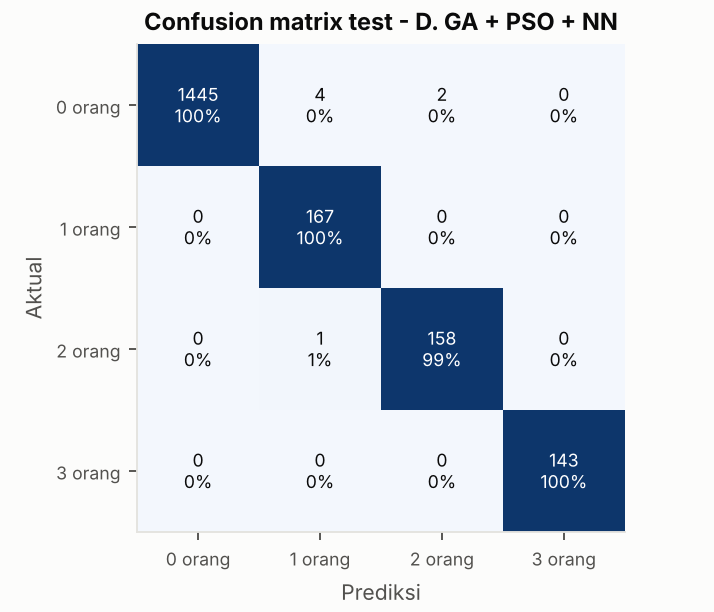 Confusion matrix test - D. GA + PSO + NN
0 orang
1445
4
2
0
100%
0%
0%
0%
1 orang
0
167
0
0
0%
100%
0%
0%
Aktual
2 orang
0
1
158
0
0%
1%
99%
0%
3 orang
0
0
0
143
0%
0%
0%
100%
0 orang
1 orang
2 orang
3 orang
Prediksi